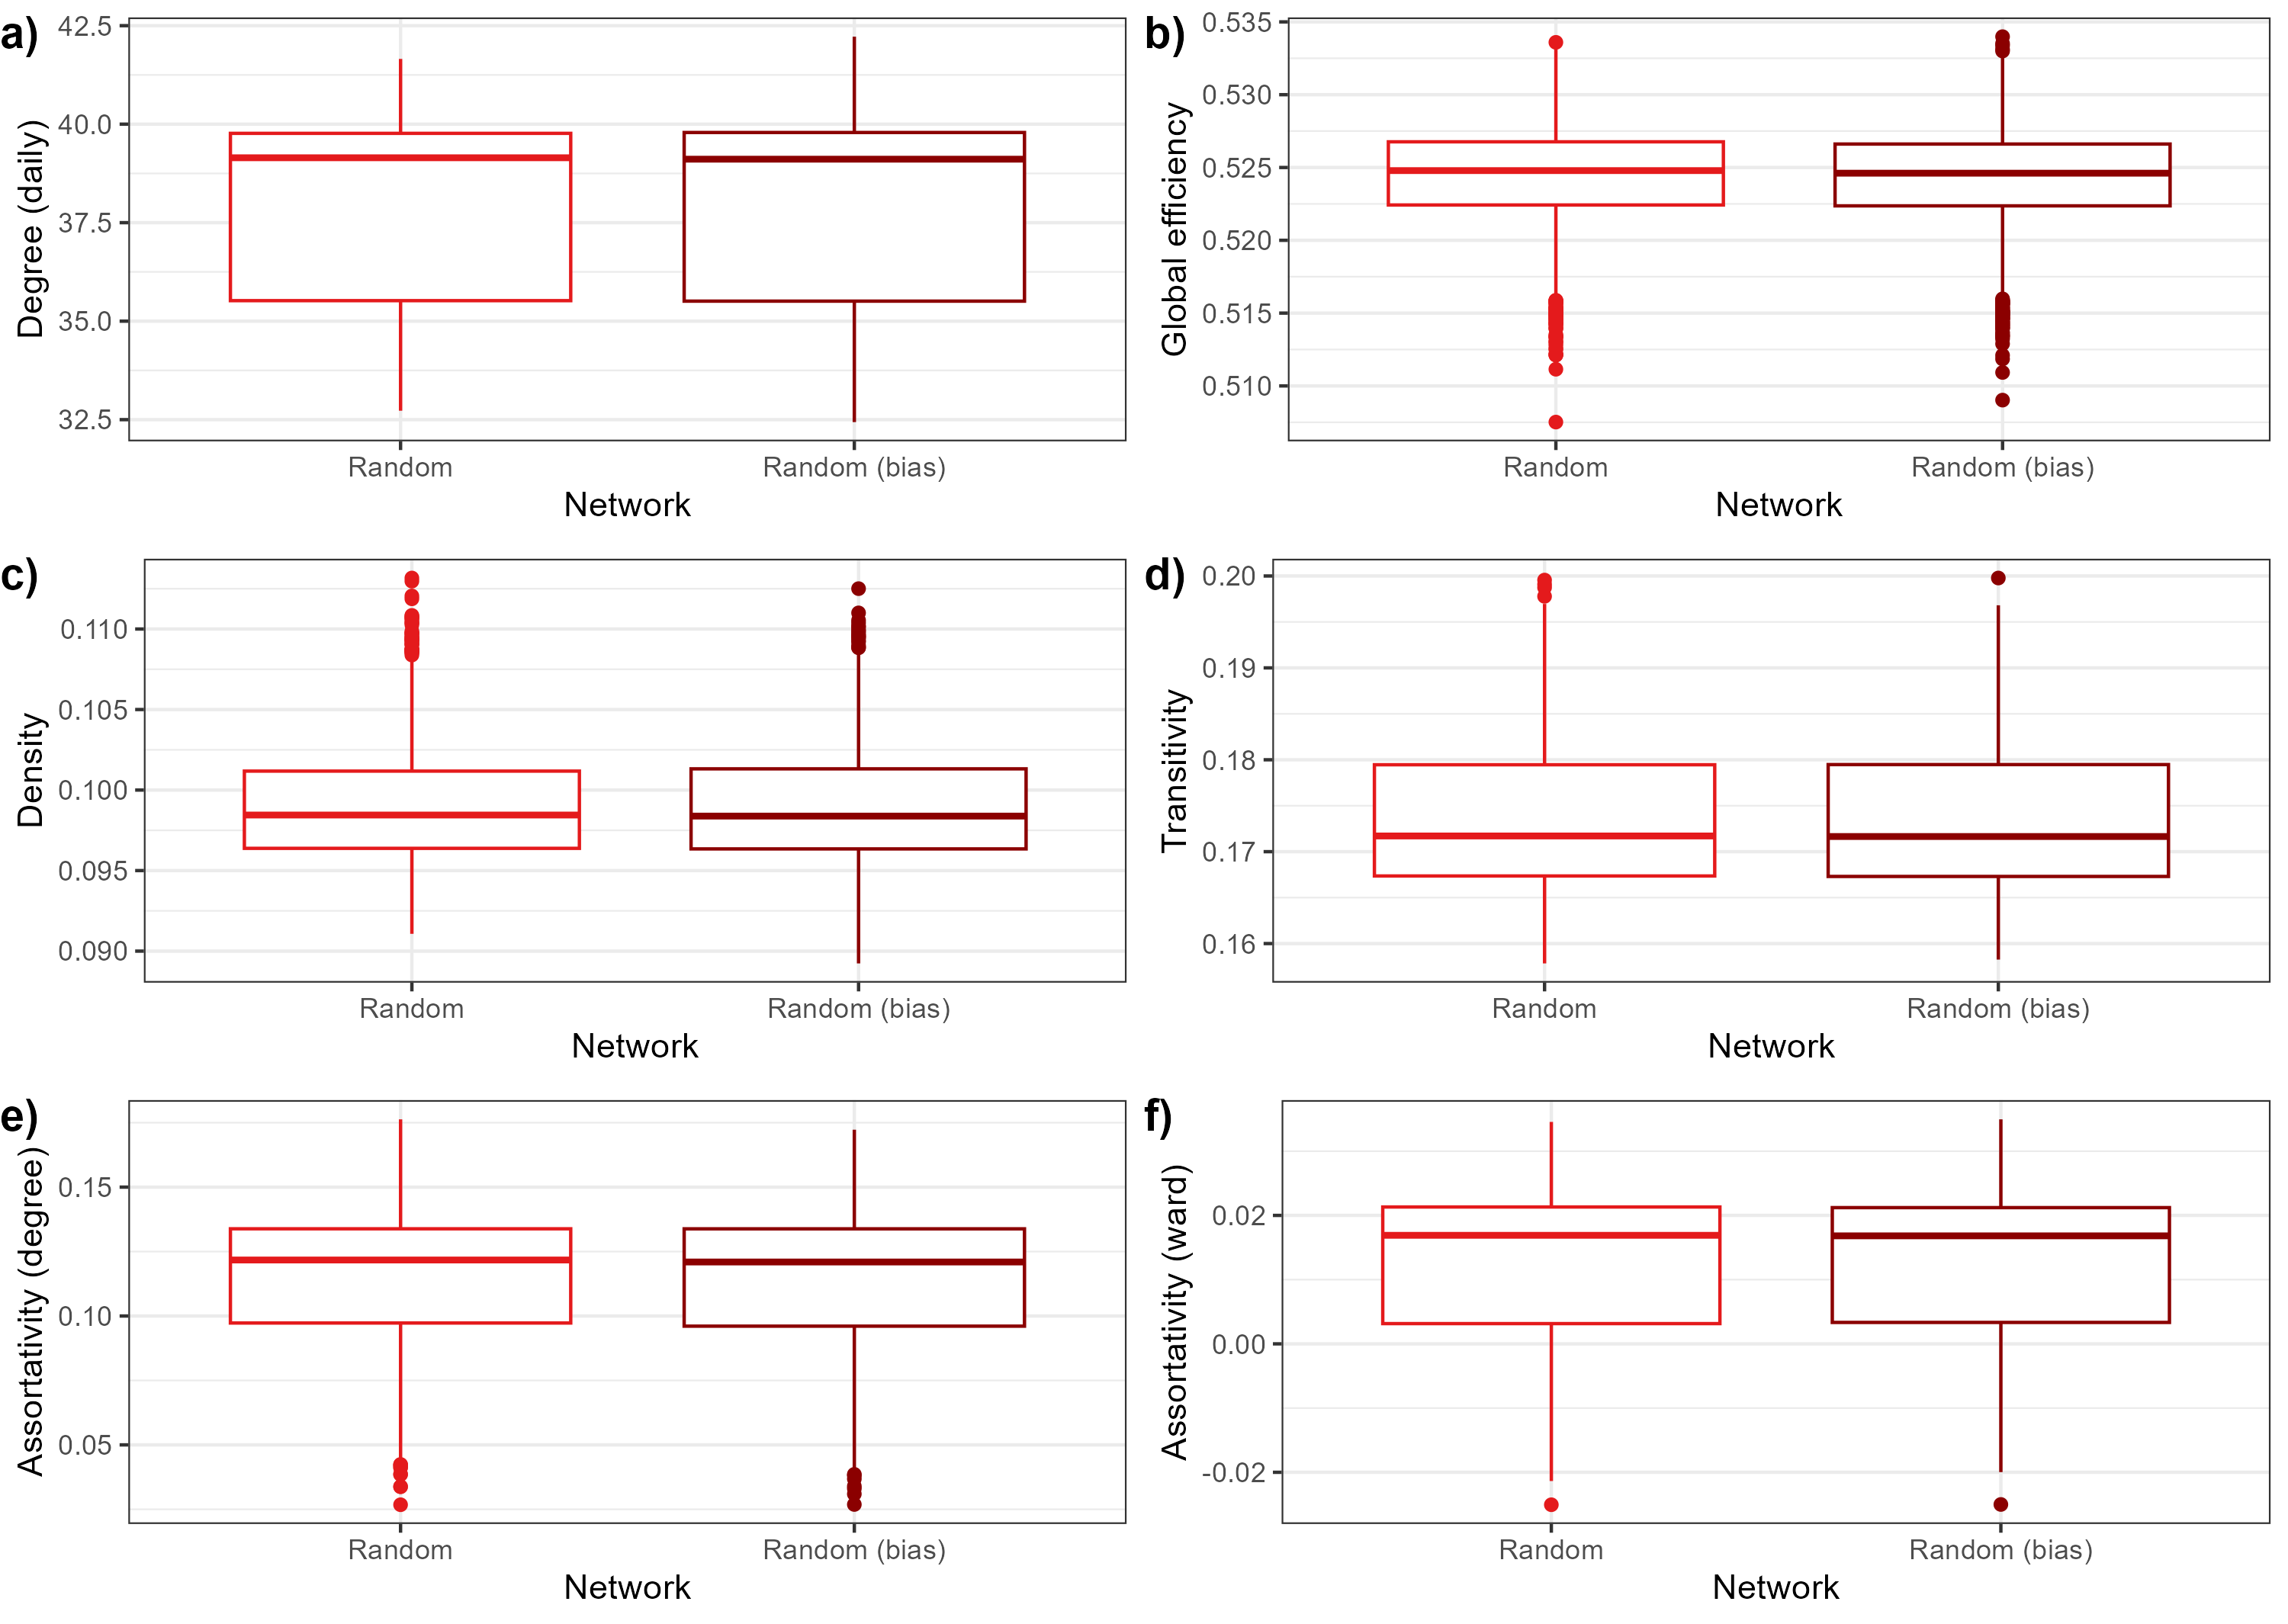 a)
Degree (daily)
42.5
40.0
37.5
35.0
32.5
Random
Random (bias)
Network
b)
Global efficiency
0.535
0.530
0.525
0.520
0.515
0.510
Random
Random (bias)
Network
c)
Density
0.110
0.105
0.100
0.095
0.090
Random
Random (bias)
Network
d)
Transitivity
0.20
0.19
0.18
0.17
0.16
Random
Random (bias)
Network
e)
Assortativity (degree)
0.15
0.10
0.05
Random
Random (bias)
Network
f)
Assortativity (ward)
0.02
0.00
-0.02
Random
Random (bias)
Network